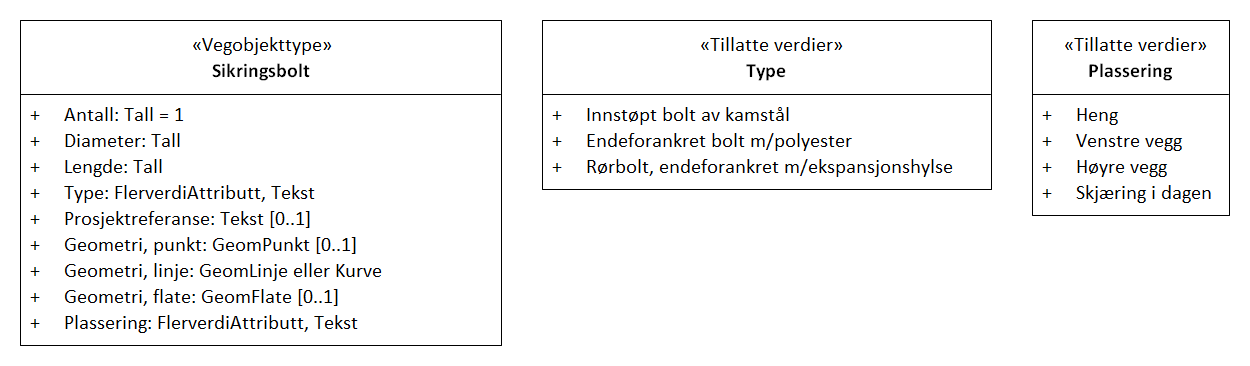 «Vegobjekttype»
Sikringsbolt
+ Antall: Tall = 1
+ Diameter: Tall
+ Lengde: Tall
+ Type: FlerverdiAttributt, Tekst
+ Prosjektreferanse: Tekst [0..1]
+ Geometri, punkt: GeomPunkt [0..1]
+ Geometri, linje: GeomLinje eller Kurve
+ Geometri, flate: GeomFlate [0..1]
+ Plassering: FlerverdiAttributt, Tekst
«Tillatte verdier»
Type
+ Innstøpt bolt av kamstål
+ Endeforankret bolt m/polyester
+ Rørbolt, endeforankret m/ekspansjonshylse
«Tillatte verdier»
Plassering
+ Heng
+ Venstre vegg
+ Høyre vegg
+ Skjæring i dagen